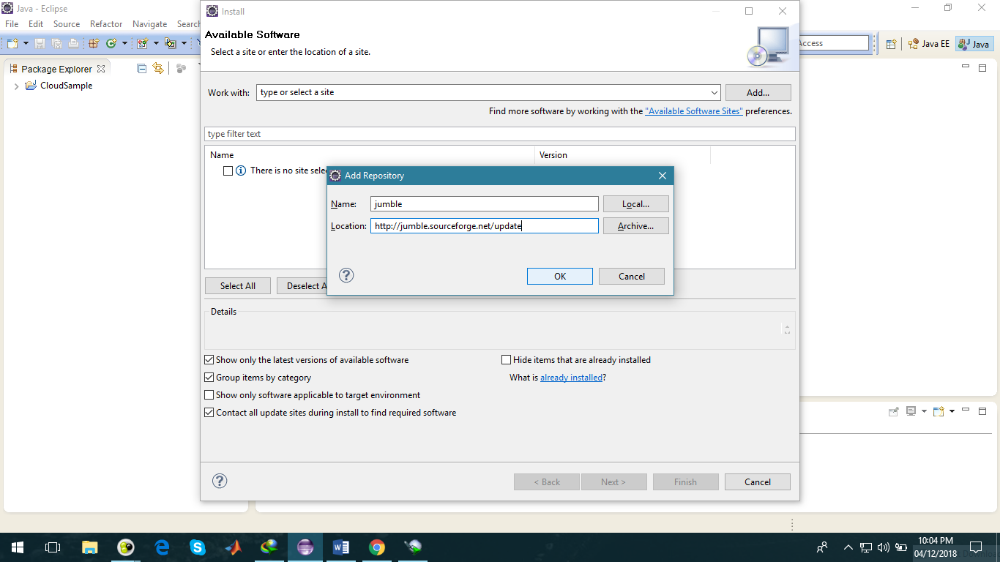 Java - Eclipse
File Edit Source Refactor Navigate Search
Access
Java EE
Java
Package Explorer
CloudSample
Install
Available Software
Select a site or enter the location of a site.
Work with:
type or select a site
Add...
Find more software by working with the "Available Software Sites" preferences.
type filter text
Name
Version
There is no site sele
Add Repository
Name:
jumble
Local...
Location:
http://jumble.sourceforge.net/update
Archive...
OK
Cancel
Select All
Deselect A
Details
Show only the latest versions of available software
Hide items that are already installed
Group items by category
What is already installed?
Show only software applicable to target environment
Contact all update sites during install to find required software
< Back
Next >
Finish
Cancel
10:04 PM
04/12/2018